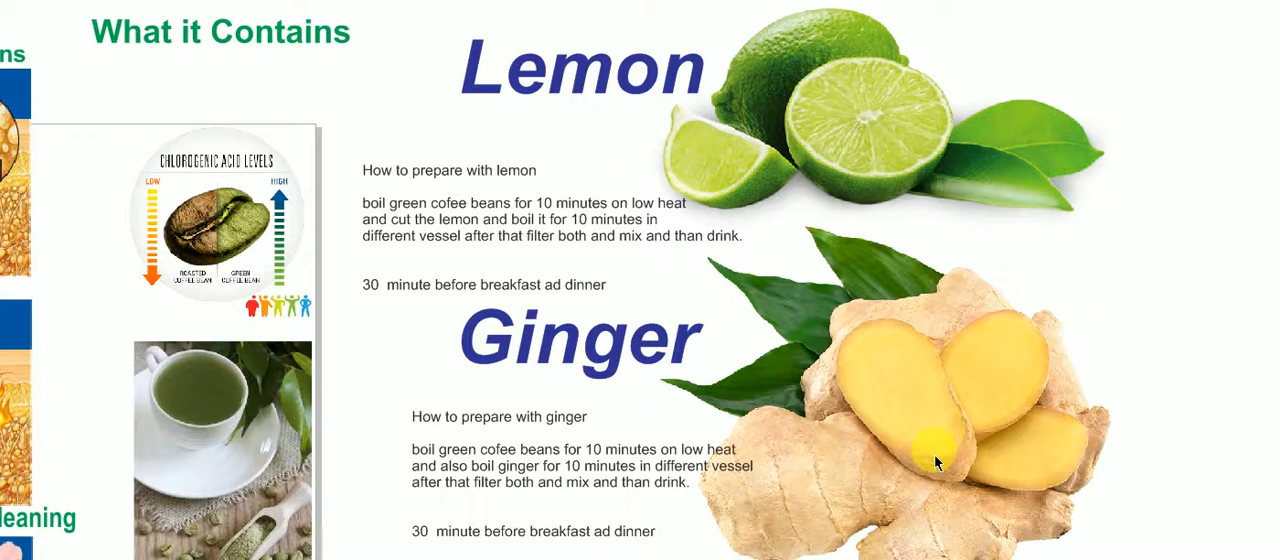 What it Contains
ns
Lemon
CHLOROGENIC ACID LEVELS
LOW
HIGH
ROASTED
COFFEE BEAN
GREEN
COFFEE BEAN
How to prepare with lemon
boil green cofee beans for 10 minutes on low heat
and cut the lemon and boil it for 10 minutes in
different vessel after that filter both and mix and than drink.
30 minute before breakfast ad dinner
Ginger
How to prepare with ginger
boil green cofee beans for 10 minutes on low heat
and also boil ginger for 10 minutes in different vessel
after that filter both and mix and than drink.
30 minute before breakfast ad dinner
leaning